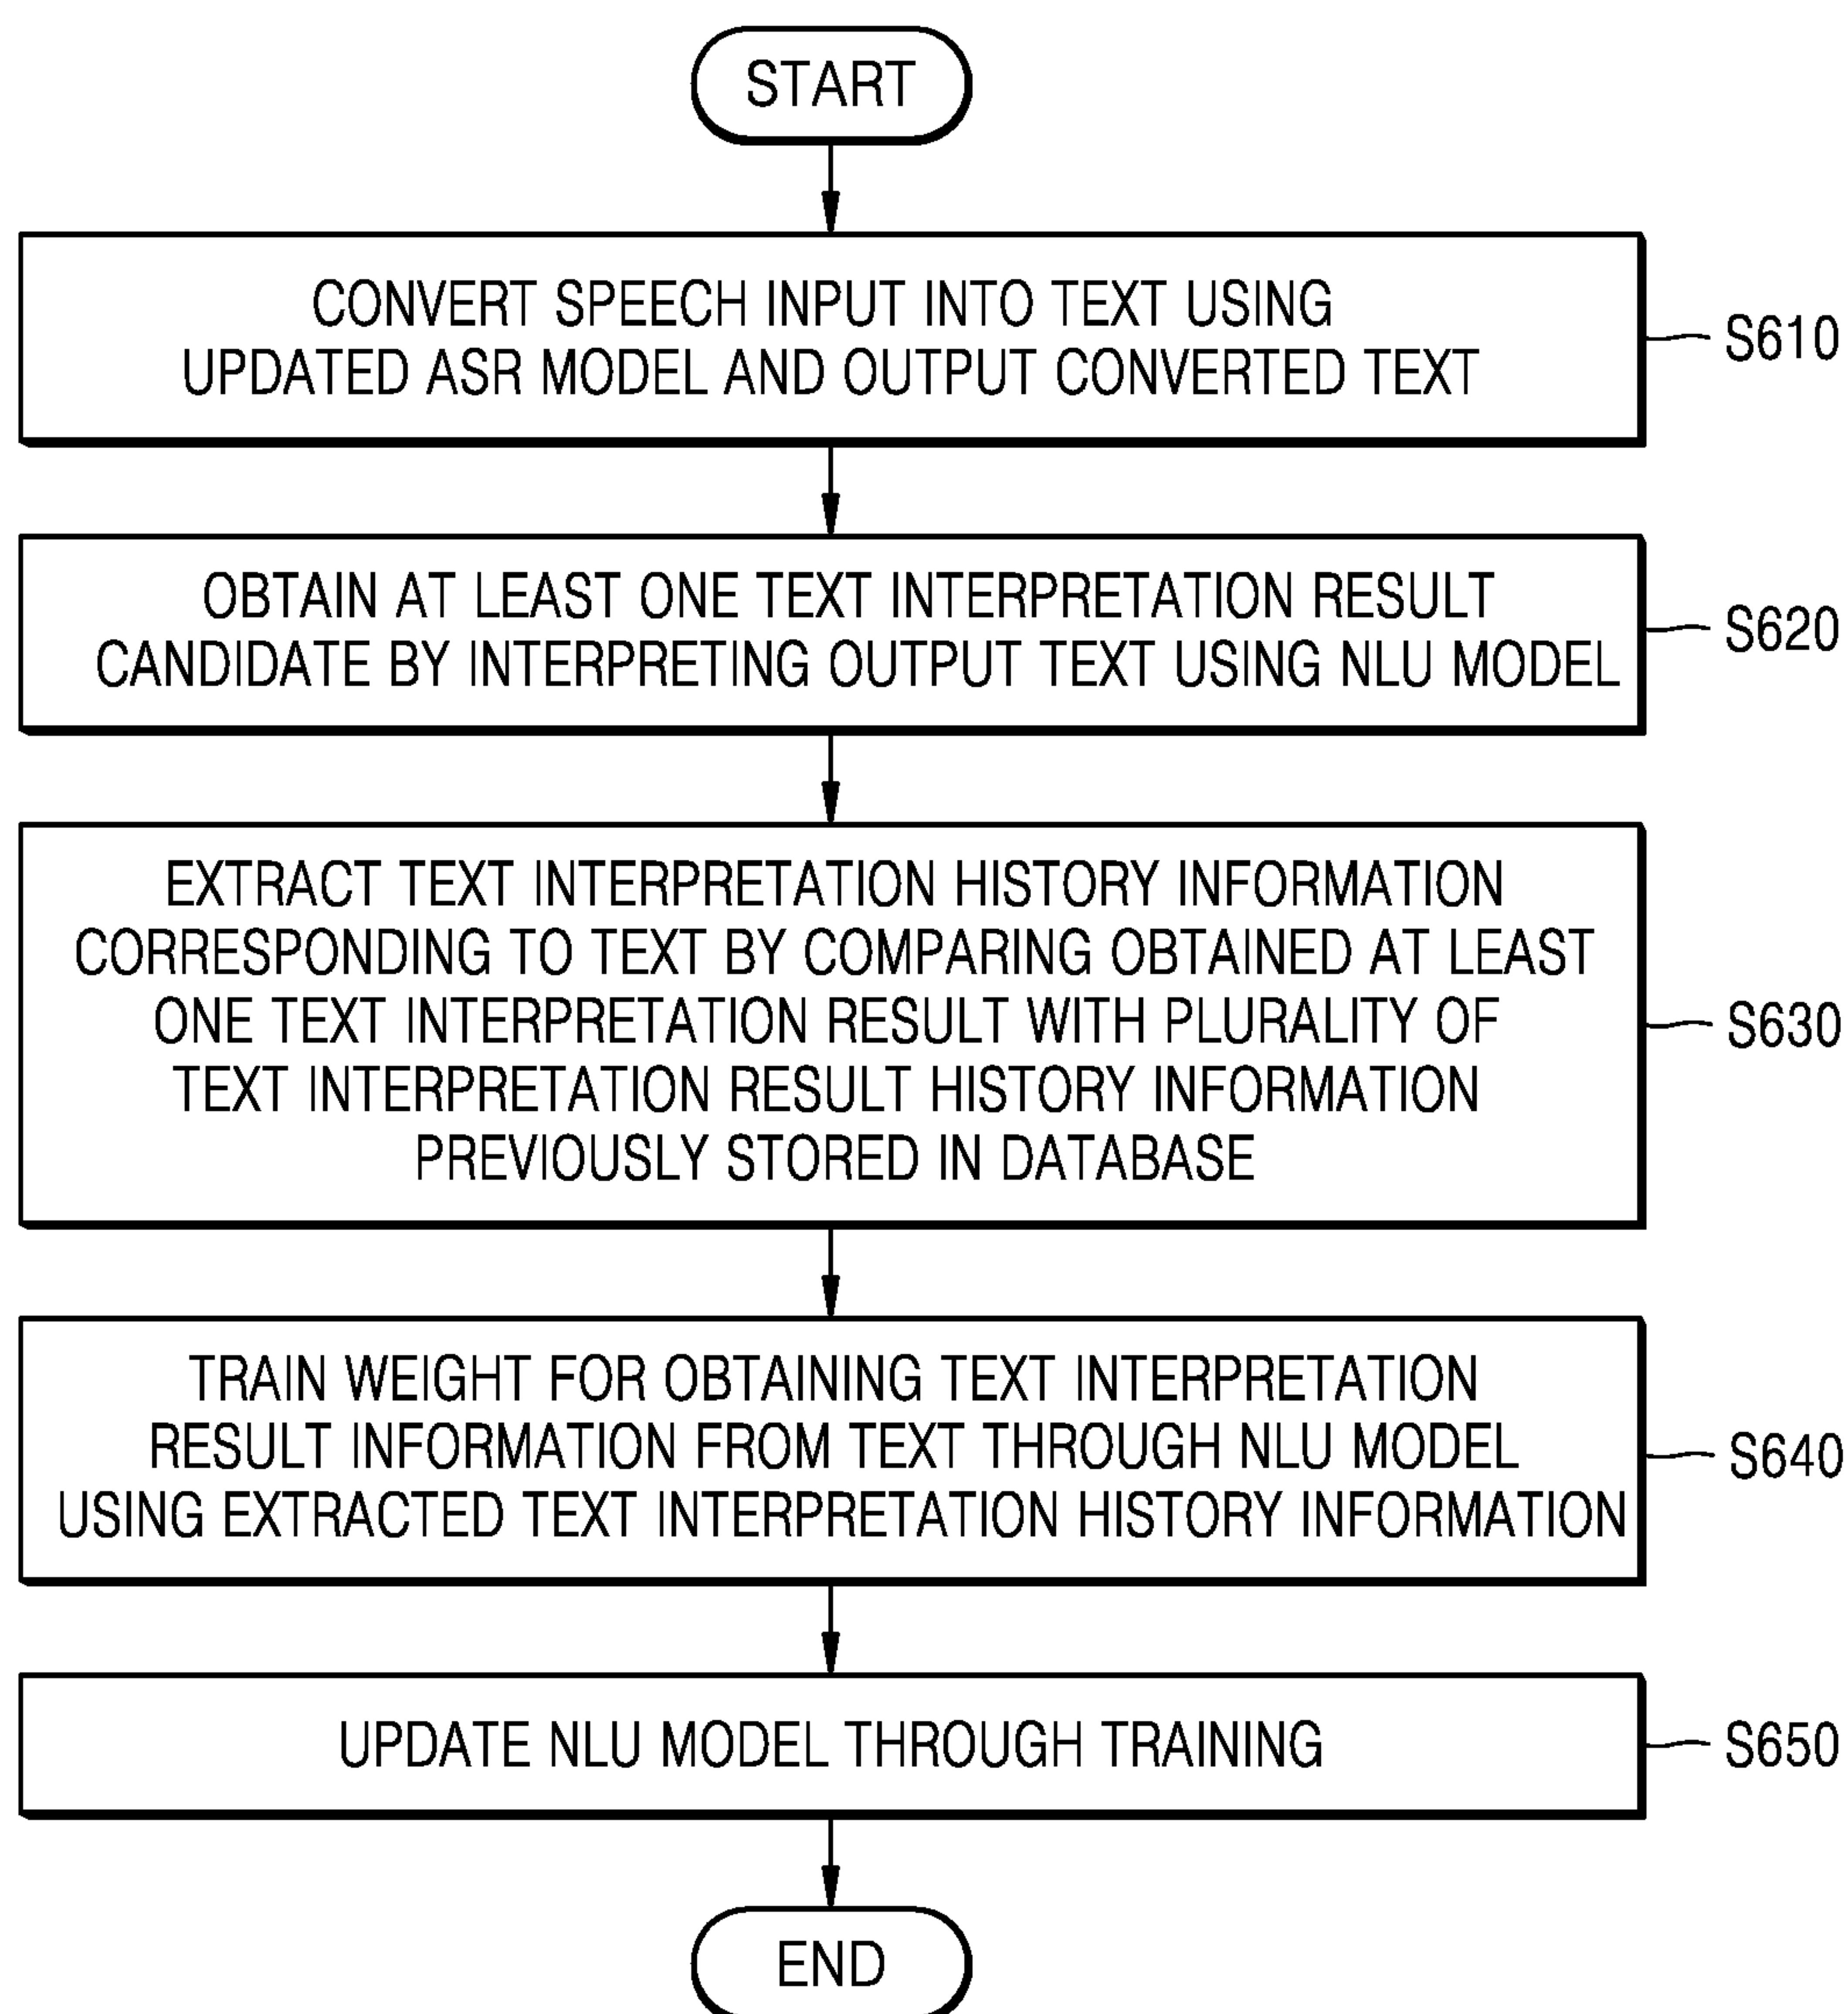 START
CONVERT SPEECH INPUT INTO TEXT USING
UPDATED ASR MODEL AND OUTPUT CONVERTED TEXT
S610
OBTAIN AT LEAST ONE TEXT INTERPRETATION RESULT
CANDIDATE BY INTERPRETING OUTPUT TEXT USING NLU MODEL
S620
EXTRACT TEXT INTERPRETATION HISTORY INFORMATION
CORRESPONDING TO TEXT BY COMPARING OBTAINED AT LEAST
ONE TEXT INTERPRETATION RESULT WITH PLURALITY OF
TEXT INTERPRETATION RESULT HISTORY INFORMATION
PREVIOUSLY STORED IN DATABASE
S630
TRAIN WEIGHT FOR OBTAINING TEXT INTERPRETATION
RESULT INFORMATION FROM TEXT THROUGH NLU MODEL
USING EXTRACTED TEXT INTERPRETATION HISTORY INFORMATION
S640
UPDATE NLU MODEL THROUGH TRAINING
S650
END